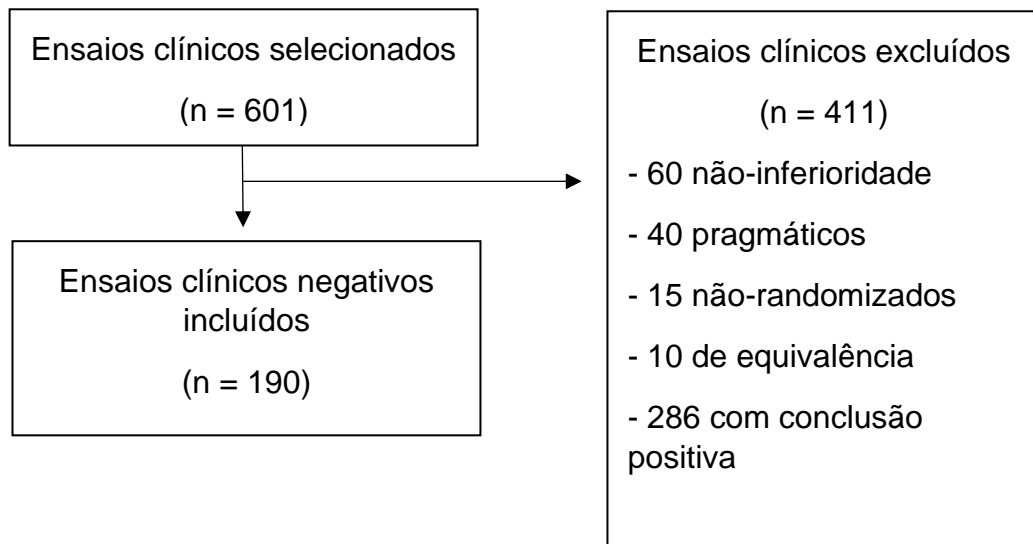 Ensaios clínicos selecionados
(n = 601)
Ensaios clínicos negativos
incluídos
(n = 190)
Ensaios clínicos excluídos
(n = 411)
- 60 não-inferioridade
- 40 pragmáticos
- 15 não-randomizados
- 10 de equivalência
- 286 com conclusão
positiva